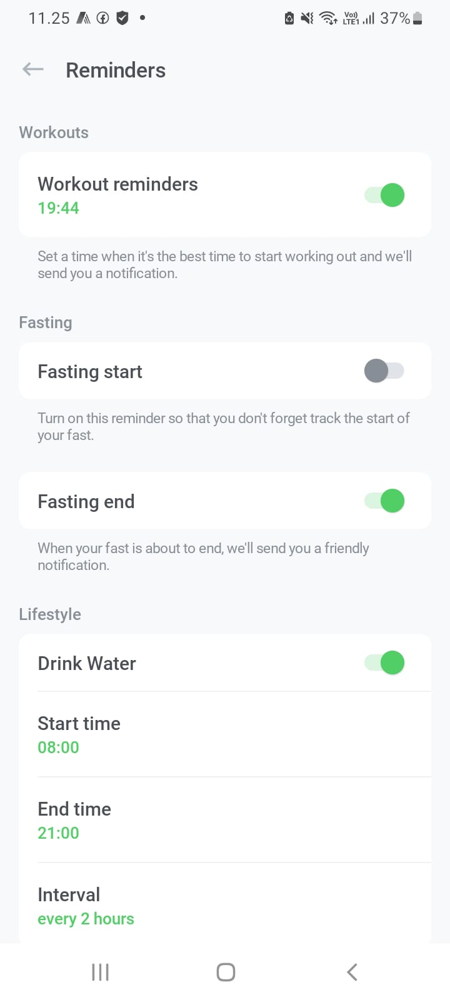 11.25
Vo))
LTE1
37%
Reminders
Workouts
Workout reminders
19:44
Set a time when it's the best time to start working out and we'll
send you a notification.
Fasting
Fasting start
Turn on this reminder so that you don't forget track the start of
your fast.
Fasting end
When your fast is about to end, we'll send you a friendly
notification.
Lifestyle
Drink Water
Start time
08:00
End time
21:00
Interval
every 2 hours